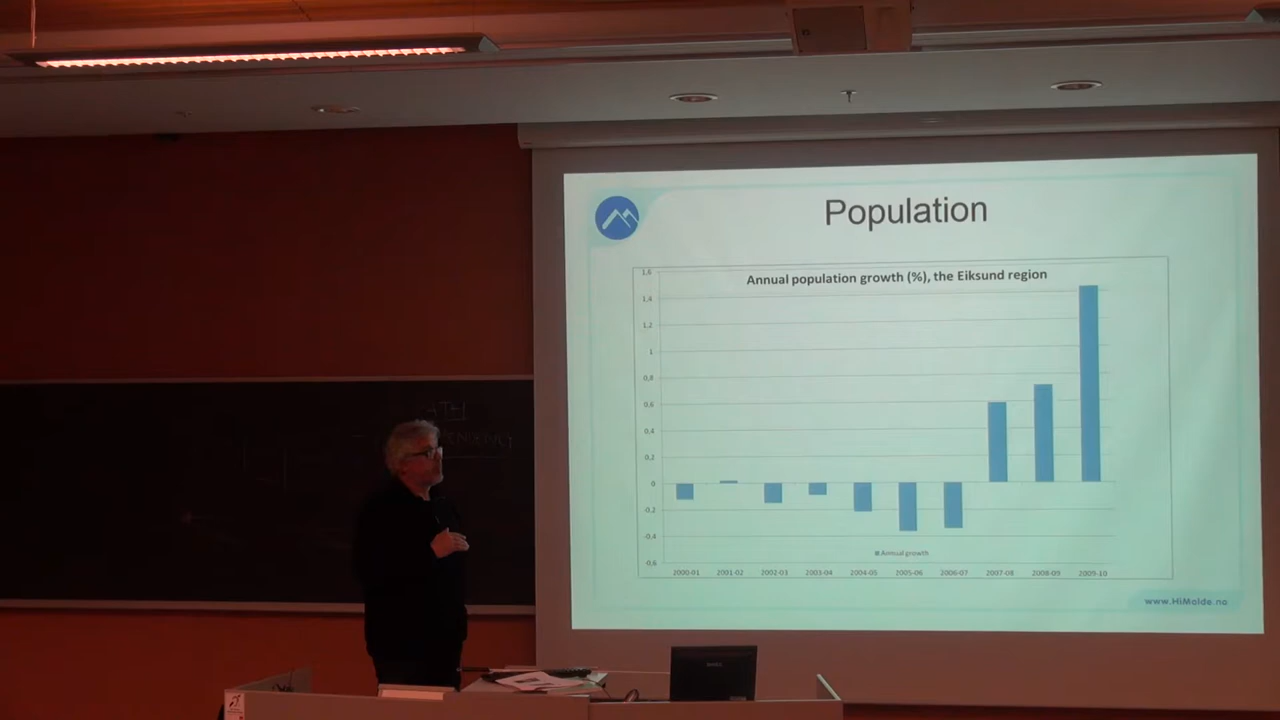 Population
Annual population growth (%), the Eiksund region
1,6
1,4
1,2
1
0,8
0,6
0,4
0,2
0
0,2
-0,4
0,6
Annual growth
2000-01 2001-02 2002-03 2003-04 2004-05 2005-06 2006-07 2007-08 2008-09 2009-10
www.HiMolde.no